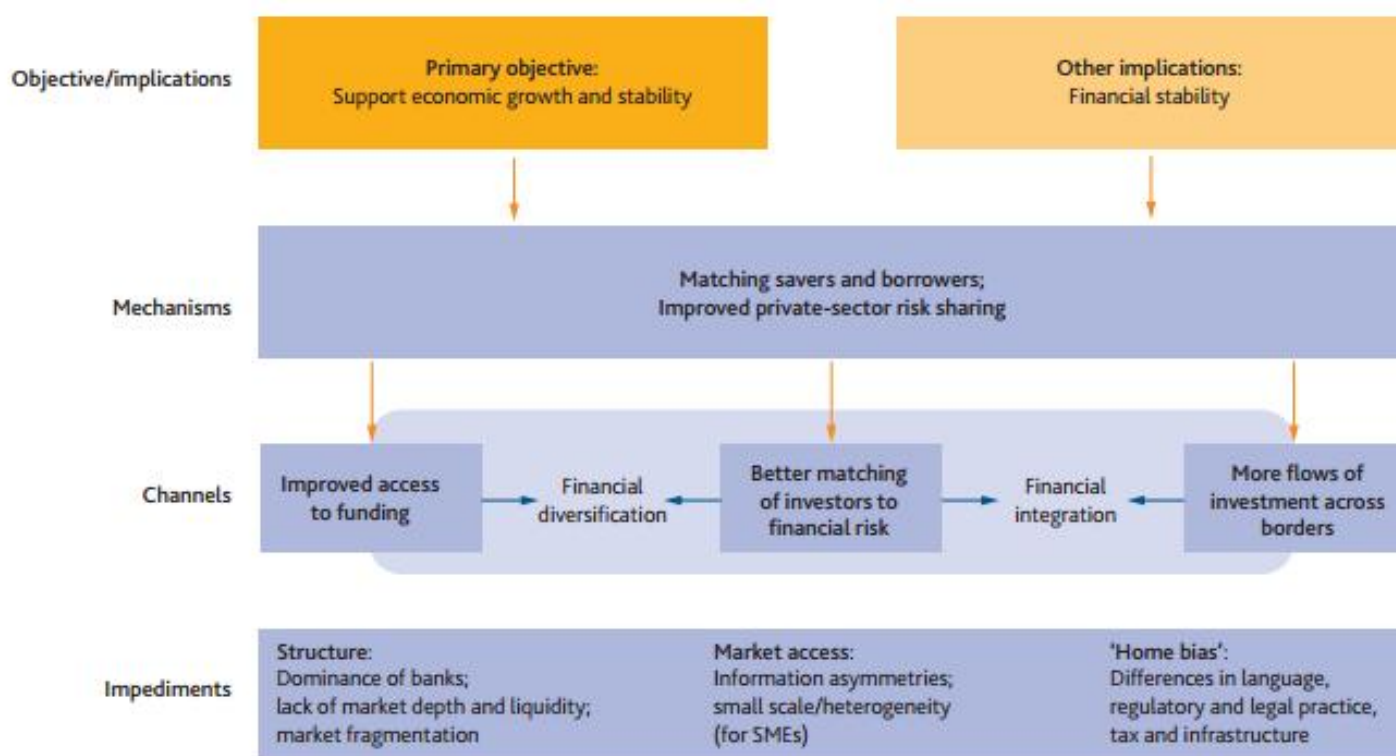 Objective/implications
Primary objective:
Support economic growth and stability
Other implications:
Financial stability
Mechanisms
Matching savers and borrowers;
Improved private-sector risk sharing
Channels
Improved access
to funding
Financial
diversification
Better matching
of investors to
financial risk
Financial
integration
More flows of
investment across
borders
Impediments
Structure:
Dominance of banks;
lack of market depth and liquidity;
market fragmentation
Market access:
Information asymmetries;
small scale/heterogeneity
(for SMEs)
'Home bias':
Differences in language,
regulatory and legal practice,
tax and infrastructure